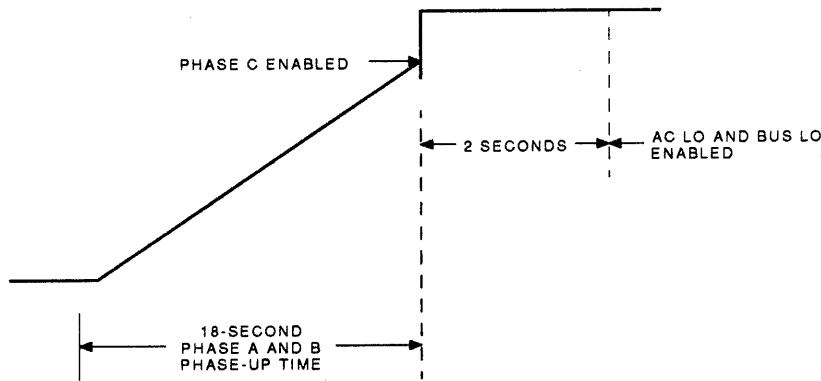 PHASE C ENABLED
2 SECONDS
AC LO AND BUS LO
ENABLED
18-SECOND
PHASE A AND B
PHASE-UP TIME